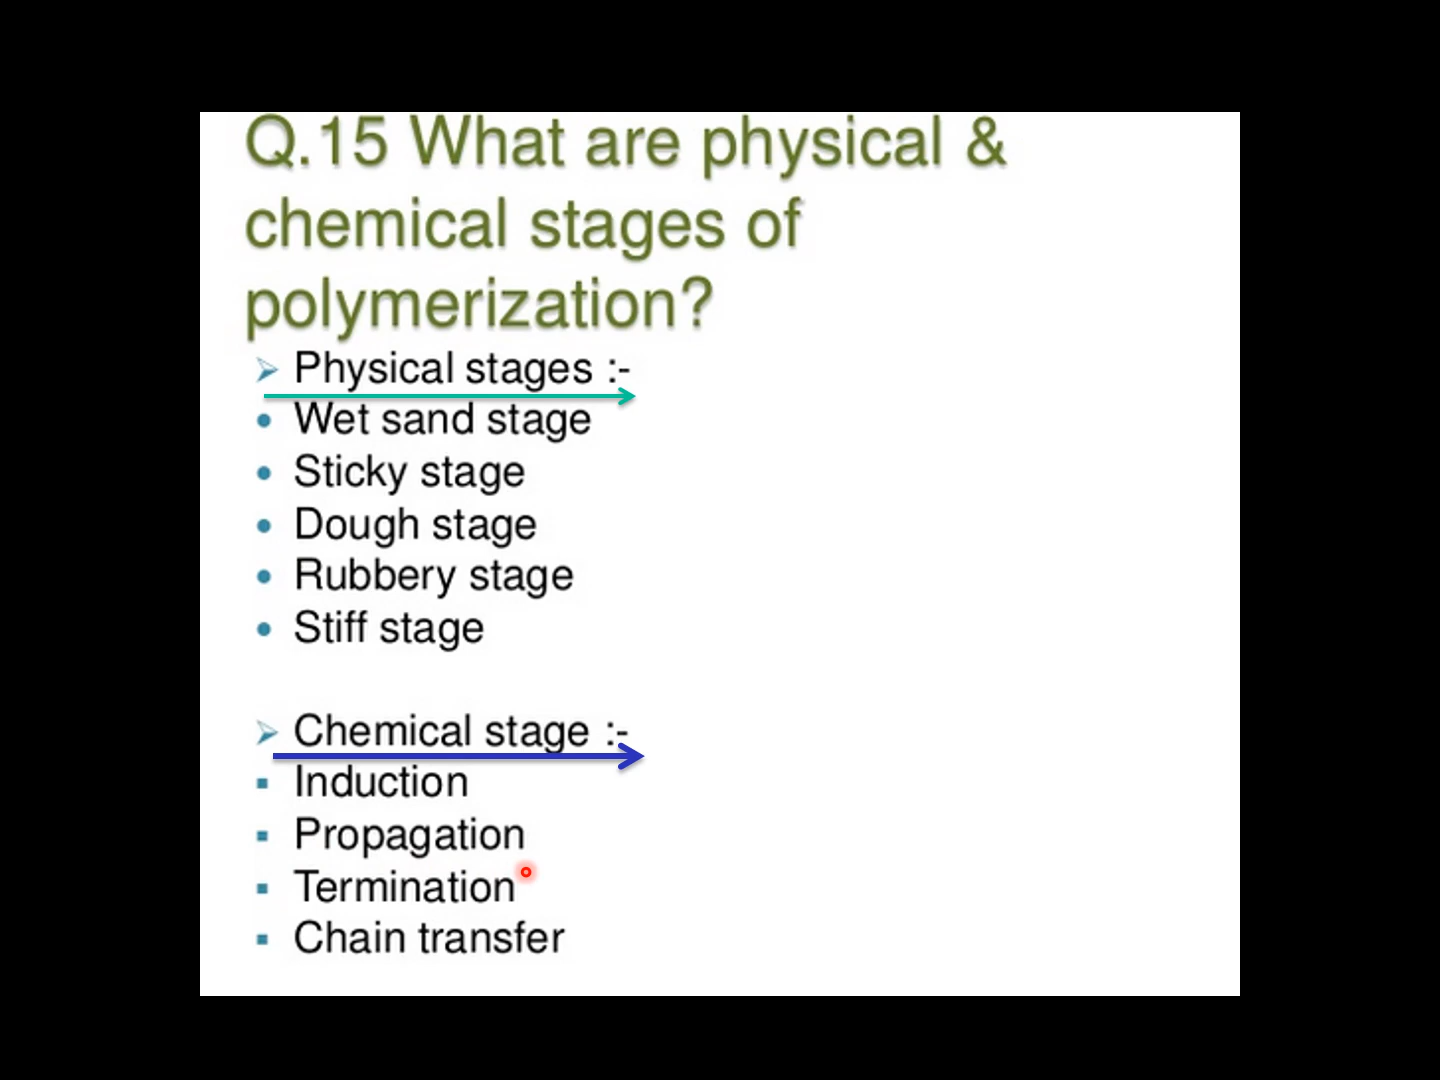 Q.15 What are physical &
chemical stages of
polymerization?
Physical stages :-
Wet sand stage
Sticky stage
Dough stage
Rubbery stage
Stiff stage
Chemical stage :-
Induction
Propagation
Termination
Chain transfer